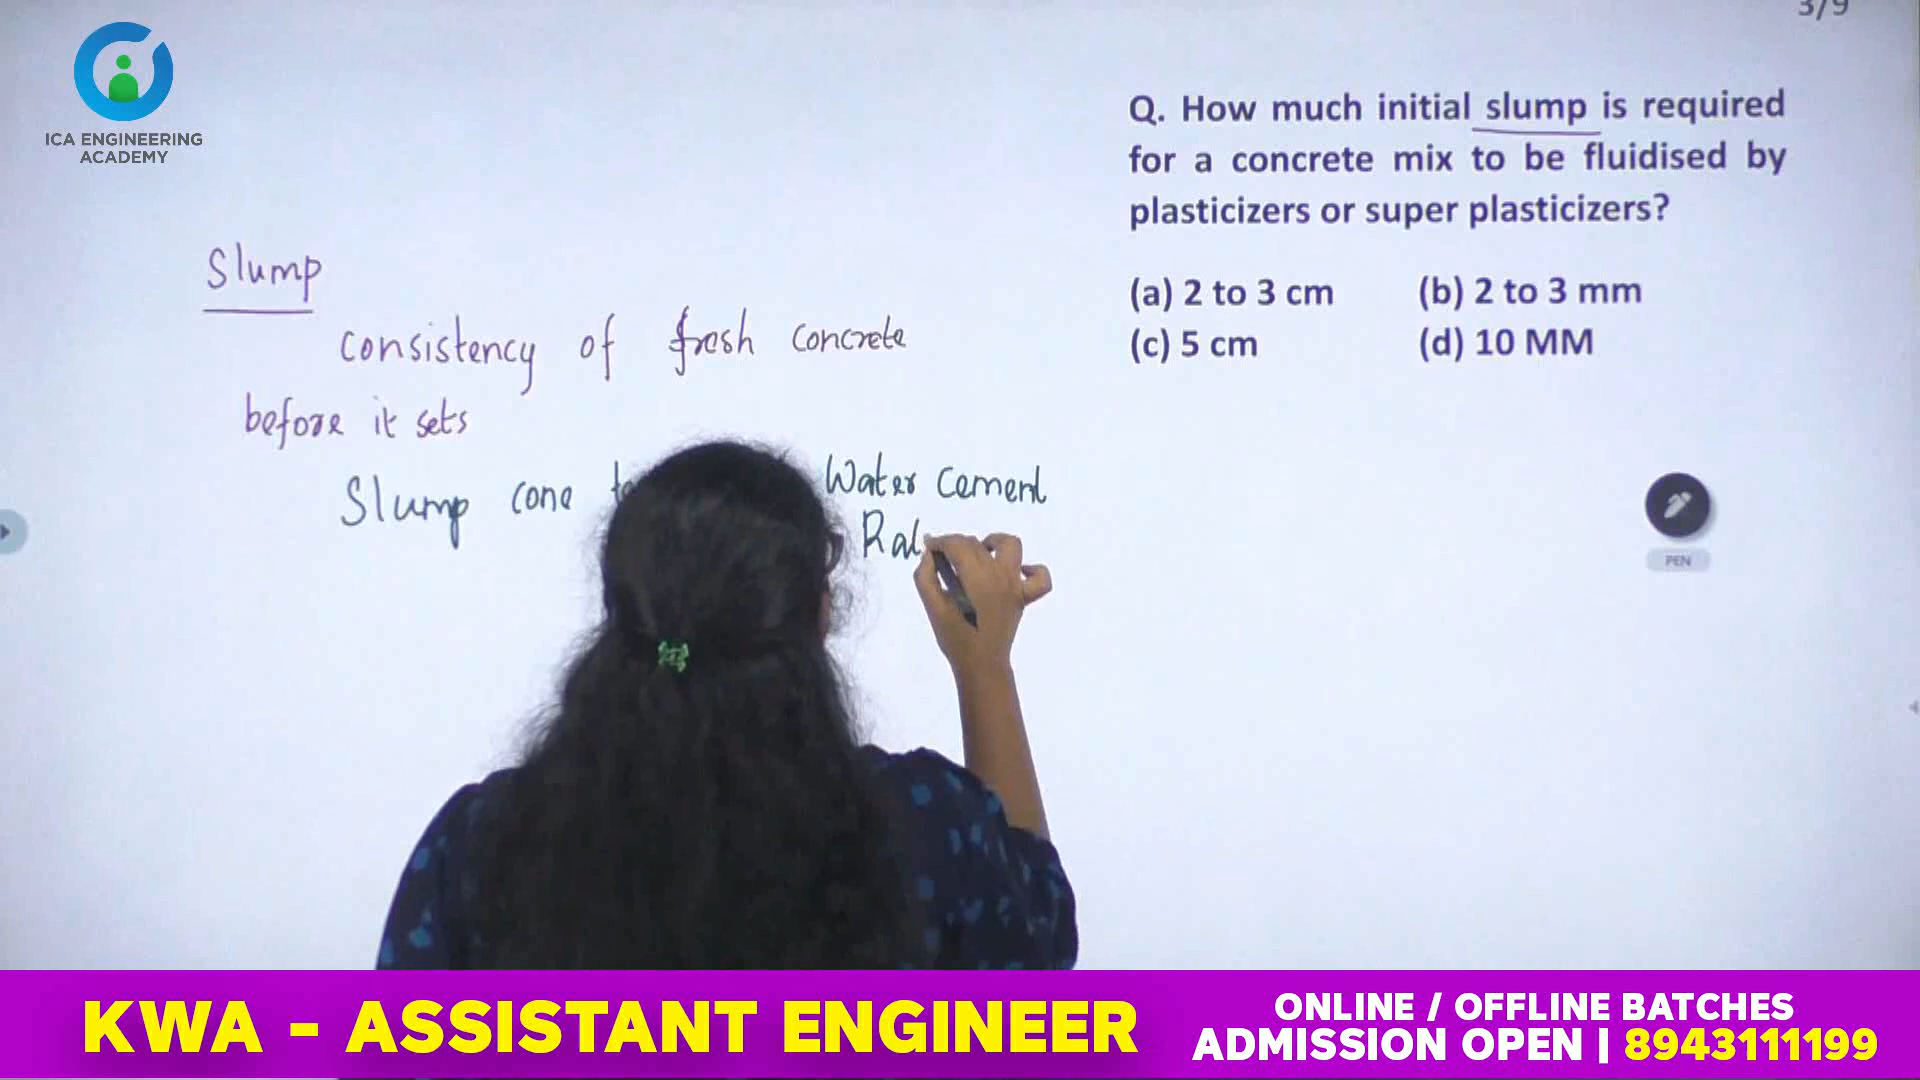 3/9
ICA ENGINEERING
ACADEMY
Q. How much initial slump is required
for a concrete mix to be fluidised by
plasticizers or super plasticizers?
(a) 2 to 3 cm (b) 2 to 3 mm
(c) 5 cm (d) 10 MM
Slump
consistency of fresh concrete
before it sets
Slump cone
Water Cement
PEN
KWA - ASSISTANT ENGINEER
ONLINE / OFFLINE BATCHES
ADMISSION OPEN | 8943111199